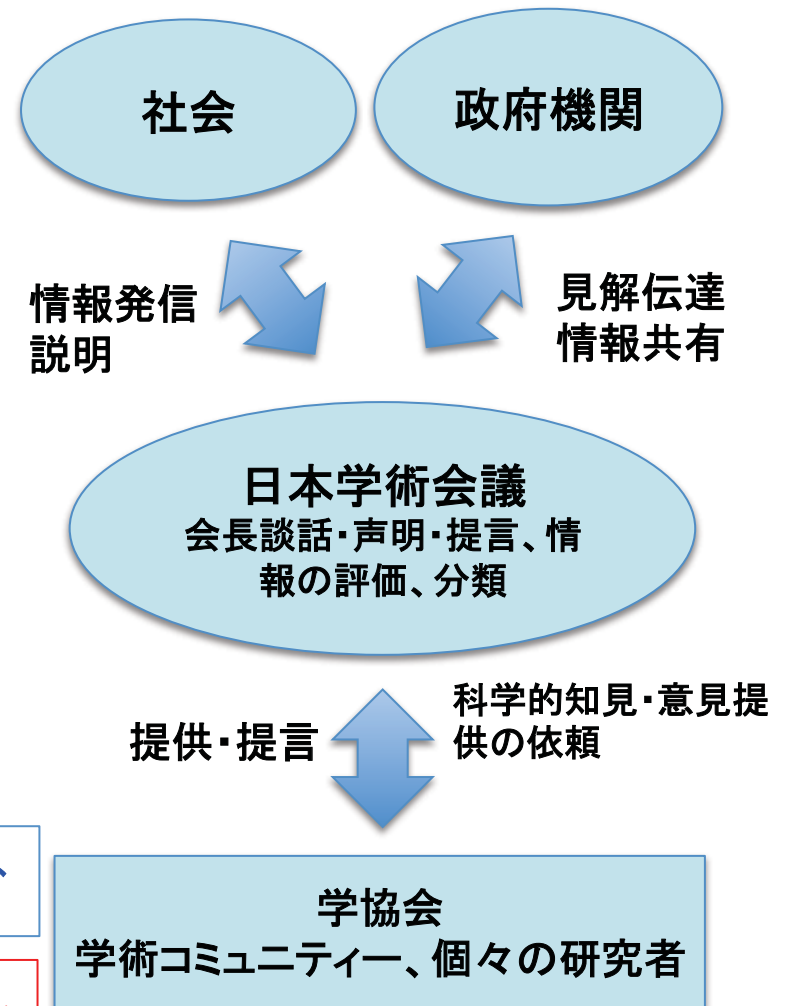 社会
政府機関
情報発信
説明
見解伝達
情報共有
日本学術会議
会長談話・声明・提言、情
報の評価、分類
提供・提言
科学的知見・意見提
供の依頼
学協会
学術コミュニティー、個々の研究者